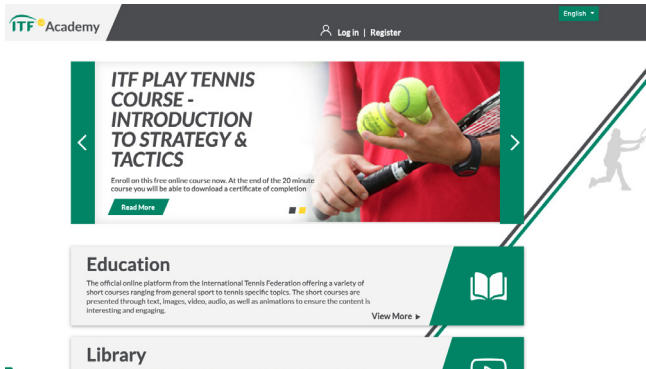 English
ITF Academy
Log in | Register
ITF PLAY TENNIS
COURSE -
INTRODUCTION
TO STRATEGY &
TACTICS
Enroll on this free online course now. At the end of the 20 minute
course you will be able to download a certificate of completion
Read More
Education
The official online platform from the International Tennis Federation offering a variety of
short courses ranging from general sport to tennis specific topics. The short courses are
presented through text, images, video, audio, as well as animations to ensure the content is
interesting and engaging.
View More
Library